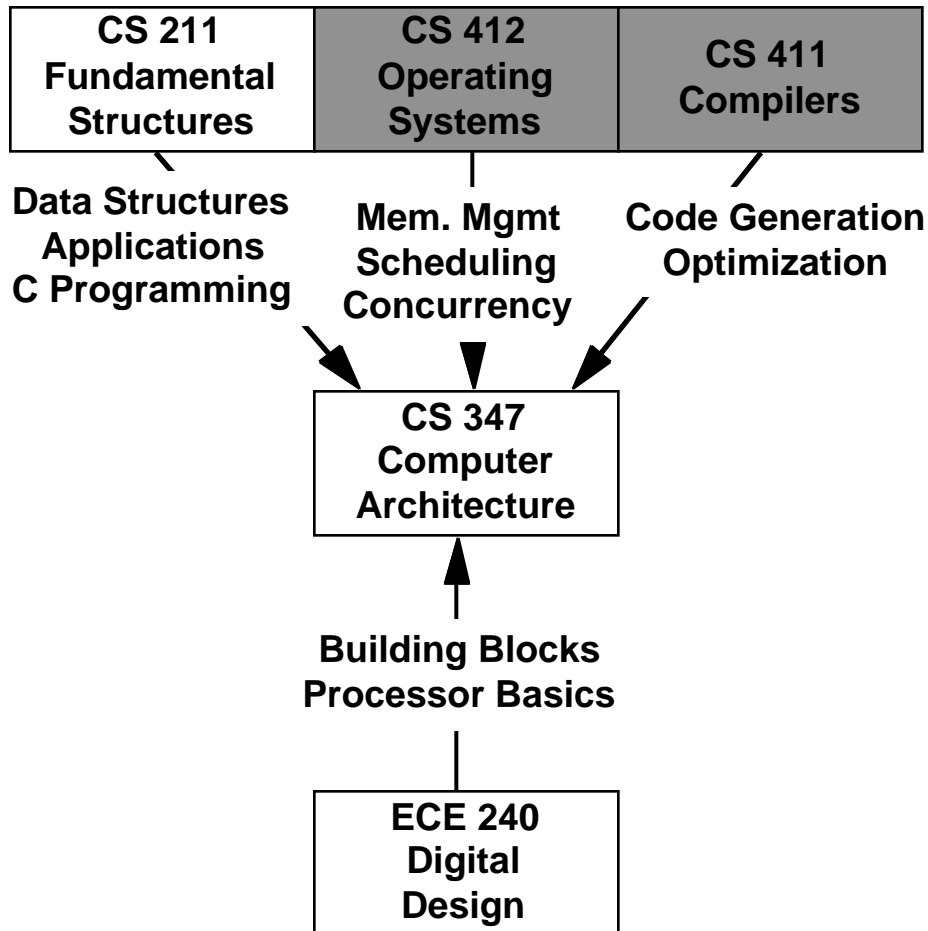 CS 211
Fundamental
Structures
CS 412
Operating
Systems
CS 411
Compilers
Data Structures
Applications
C Programming
Mem. Mgmt
Scheduling
Concurrency
Code Generation
Optimization
CS 347
Computer
Architecture
Building Blocks
Processor Basics
ECE 240
Digital
Design